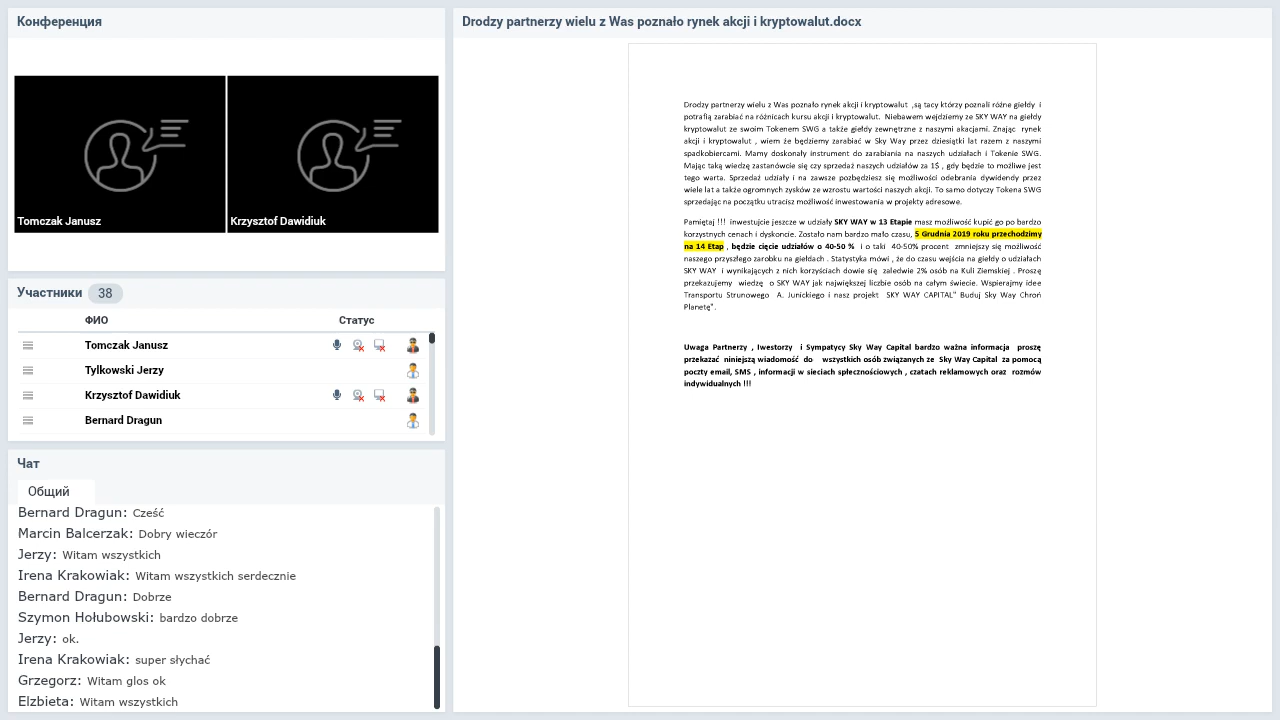 Конференция
Tomczak Janusz
Krzysztof Dawidiuk
Участники 38
ФИО Статус
Tomczak Janusz
Tylkowski Jerzy
Krzysztof Dawidiuk
Bernard Dragun
Чат
Общий
Bernard Dragun: Cześć
Marcin Balcerzak: Dobry wieczór
Jerzy: Witam wszystkich
Irena Krakowiak: Witam wszystkich serdecznie
Bernard Dragun: Dobrze
Szymon Hołubowski: bardzo dobrze
Jerzy: ok.
Irena Krakowiak: super słychać
Grzegorz: Witam glos ok
Elzbieta: Witam wszystkich
Drodzy partnerzy wielu z Was poznało rynek akcji i kryptowalut.docx
Drodzy partnerzy wielu z Was poznało rynek akcji i kryptowalut ,są tacy którzy poznali różne giełdy i
potrafią zarabiać na różnicach kursu akcji i kryptowalut. Niebawem wejdziemy ze SKY WAY na giełdy
kryptowalut ze swoim Tokenem SWG a także giełdy zewnętrzne z naszymi akacjami. Znając rynek
akcji i kryptowalut , wiem że będziemy zarabiać w Sky Way przez dziesiątki lat razem z naszymi
spadkobiercami. Mamy doskonały instrument do zarabiania na naszych udziałach i Tokenie SWG.
Mając taką wiedzę zastanówcie się czy sprzedaż naszych udziałów za 1$ , gdy będzie to możliwe jest
tego warta. Sprzedaż udziały i na zawsze pozbędziesz się możliwości odebrania dywidendy przez
wiele lat a także ogromnych zysków ze wzrostu wartości naszych akcji. To samo dotyczy Tokena SWG
sprzedając na początku utracisz możliwość inwestowania w projekty adresowe.
Pamiętaj !!! inwestujcie jeszcze w udziały SKY WAY w 13 Etapie masz możliwość kupić go po bardzo
korzystnych cenach i dyskoncie. Zostało nam bardzo mało czasu, 5 Grudnia 2019 roku przechodzimy
na 14 Etap , będzie cięcie udziałów o 40-50 % i o taki 40-50% procent zmniejszy się możliwość
naszego przyszłego zarobku na giełdach . Statystyka mówi , że do czasu wejścia na giełdy o udziałach
SKY WAY i wynikających z nich korzyściach dowie się zaledwie 2% osób na Kuli Ziemskiej . Proszę
przekazujemy wiedzę o SKY WAY jak największej liczbie osób na całym świecie. Wspierajmy idee
Transportu Strunowego A. Junickiego i nasz projekt SKY WAY CAPITAL" Buduj Sky Way Chroń
Planetę" .
Uwaga Partnerzy , Iwestorzy i Sympatycy Sky Way Capital bardzo ważna informacja proszę
przekazać niniejszą wiadomość do wszystkich osób związanych ze Sky Way Capital za pomocą
poczty email, SMS , informacji w sieciach spłecznościowych , czatach reklamowych oraz rozmów
indywidualnych !!!